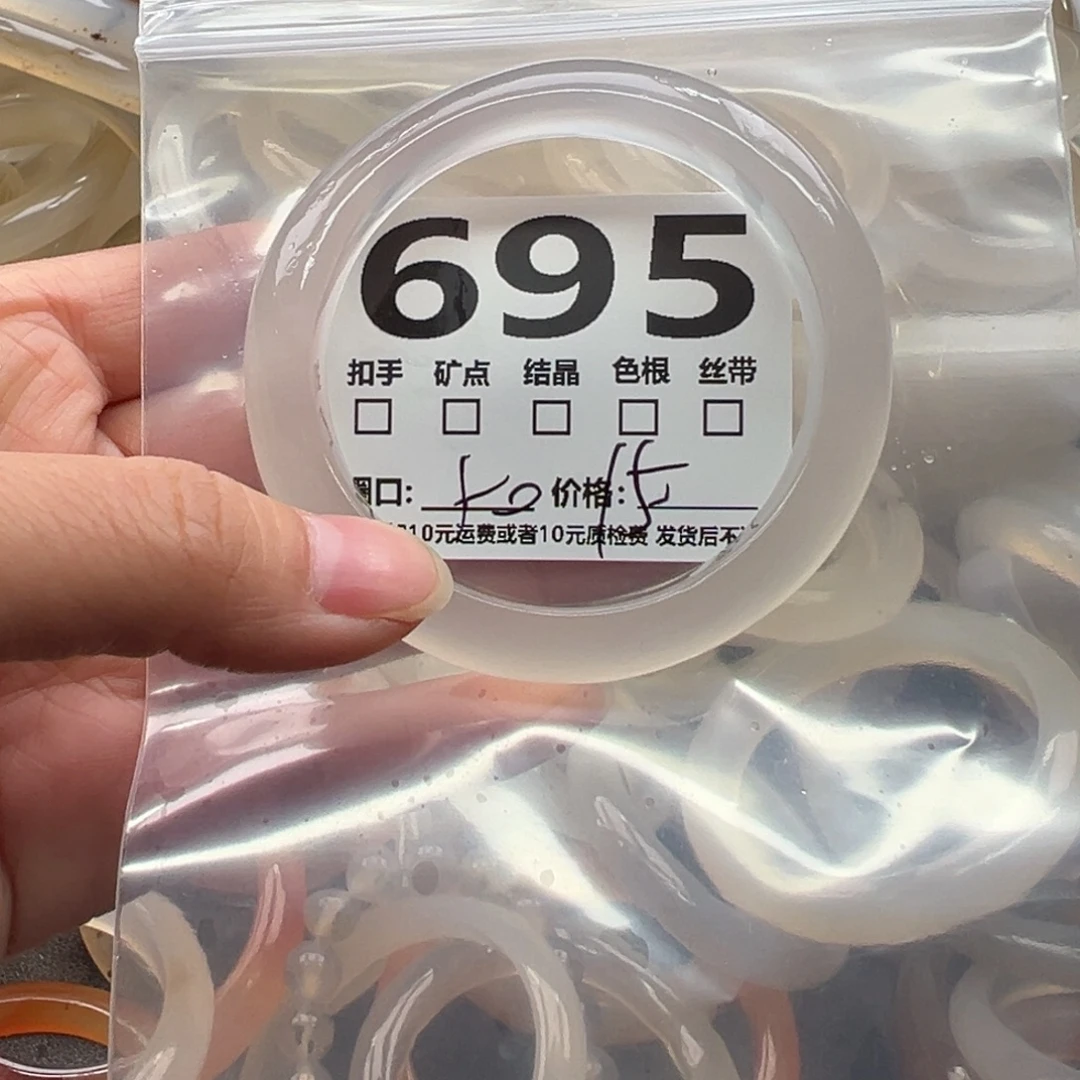 695
扣手 矿点 结晶 色根 丝带
圈口: 价格:
10元运费或者10元质检费 发货后不